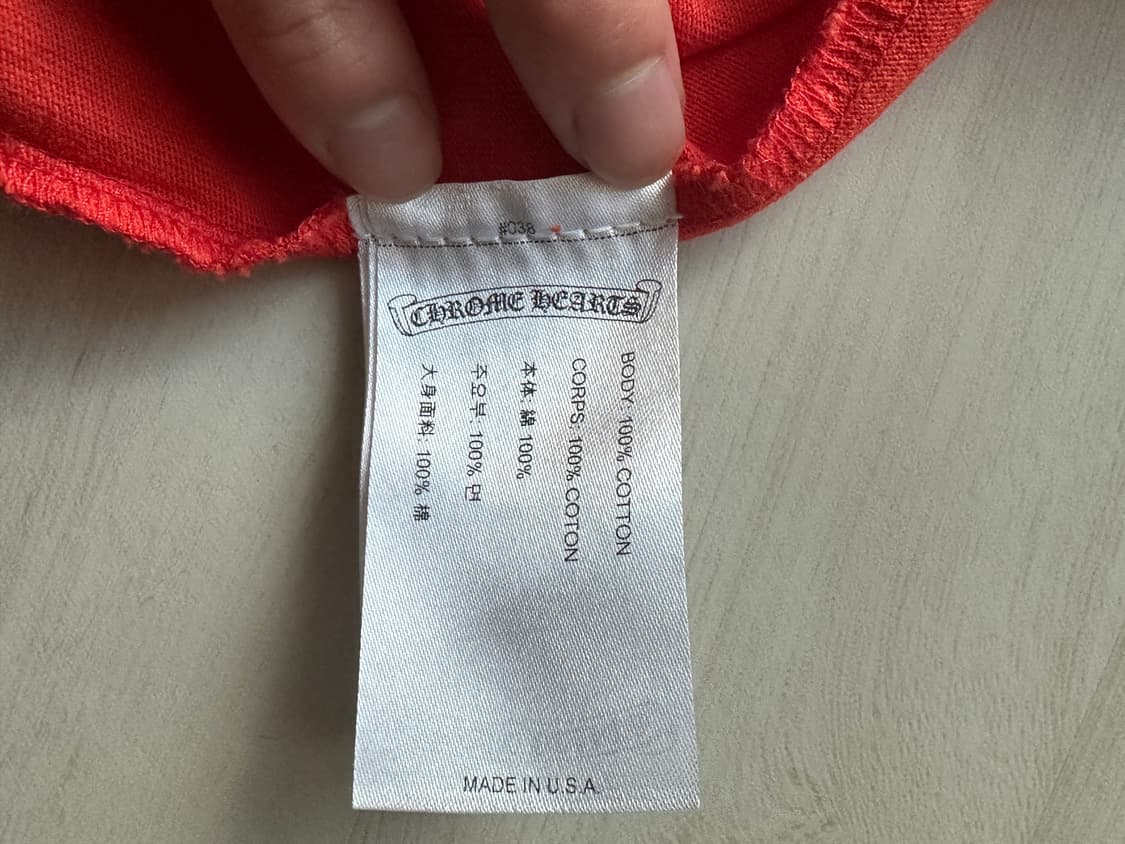 #038
CHROME HEARTS
BODY: 100% COTTON
CORPS: 100% COTON
本体: 綿 100%
주요부: 100% 면
大身面料: 100% 棉
MADE IN U.S.A.